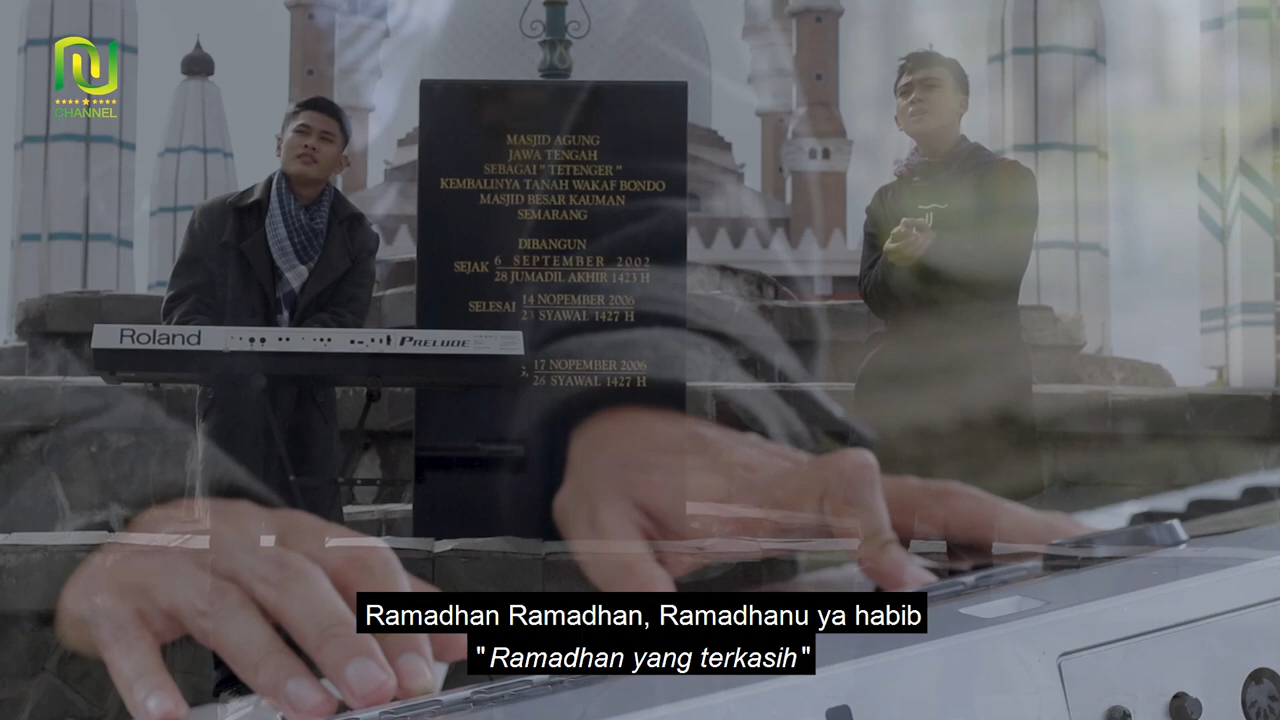 CHANNEL
MASJID AGUNG
JAWA TENGAH
SEBAGAI " TETENGER "
KEMBALINYA TANAH WAKAF BONDO
MASJID BESAR KAUMAN
SEMARANG
DIBANGUN
SEJAK 6 SEPTEMBER 2002
28 JUMADIL AKHIR 1423 H
SELESAI 14 NOPEMBER 2006
23 SYAWAL 1427 H
17 NOPEMBER 2006
26 SYAWAL 1427 H
Roland PRELUDE
Ramadhan Ramadhan, Ramadhanu ya habib
"Ramadhan yang terkasih"